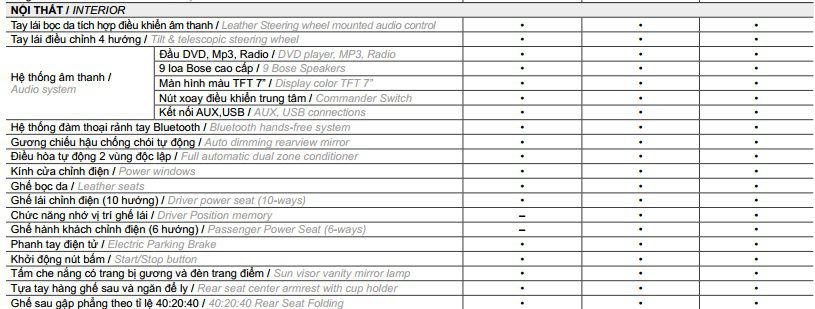 NỘI THẤT / INTERIOR
Tay lái bọc da tích hợp điều khiển âm thanh / Leather Steering wheel mounted audio control • • •
Tay lái điều chỉnh 4 hướng / Tilt & telescopic steering wheel • • •
Hệ thống âm thanh /
Audio system
Đầu DVD, Mp3, Radio / DVD player, MP3, Radio • • •
9 loa Bose cao cấp / 9 Bose Speakers • • •
Màn hình màu TFT 7” / Display color TFT 7” • • •
Nút xoay điều khiển trung tâm / Commander Switch • • •
Kết nối AUX,USB / AUX, USB connections • • •
Hệ thống đàm thoại rảnh tay Bluetooth / Bluetooth hands-free system • • •
Gương chiếu hậu chống chói tự động / Auto dimming rearview mirror • • •
Điều hòa tự động 2 vùng độc lập / Full automatic dual zone conditioner • • •
Kính cửa chỉnh điện / Power windows • • •
Ghế bọc da / Leather seats • • •
Ghế lái chỉnh điện (10 hướng) / Driver power seat (10-ways) • • •
Chức năng nhớ vị trí ghế lái / Driver Position memory – • •
Ghế hành khách chỉnh điện (6 hướng) / Passenger Power Seat (6-ways) – • •
Phanh tay điện tử / Electric Parking Brake • • •
Khởi động nút bấm / Start/Stop button • • •
Tấm che nắng có trang bị gương và đèn trang điểm / Sun visor vanity mirror lamp • • •
Tựa tay hàng ghế sau và ngăn để ly / Rear seat center armrest with cup holder • • •
Ghế sau gập phẳng theo tỉ lệ 40:20:40 / 40:20:40 Rear Seat Folding • • •